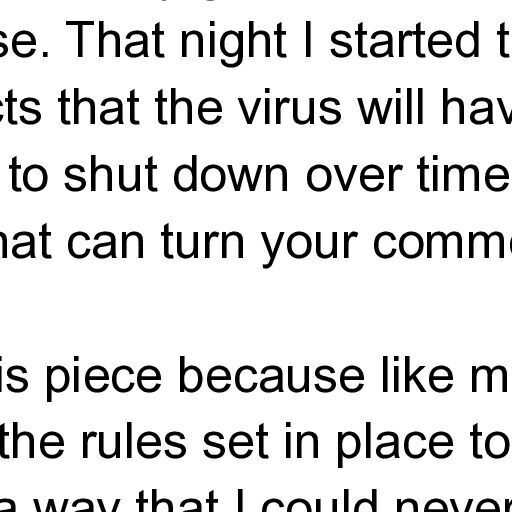 se. That night I started t
cts that the virus will hav
to shut down over time
hat can turn your comm
is piece because like m
the rules set in place to
a way that I could never